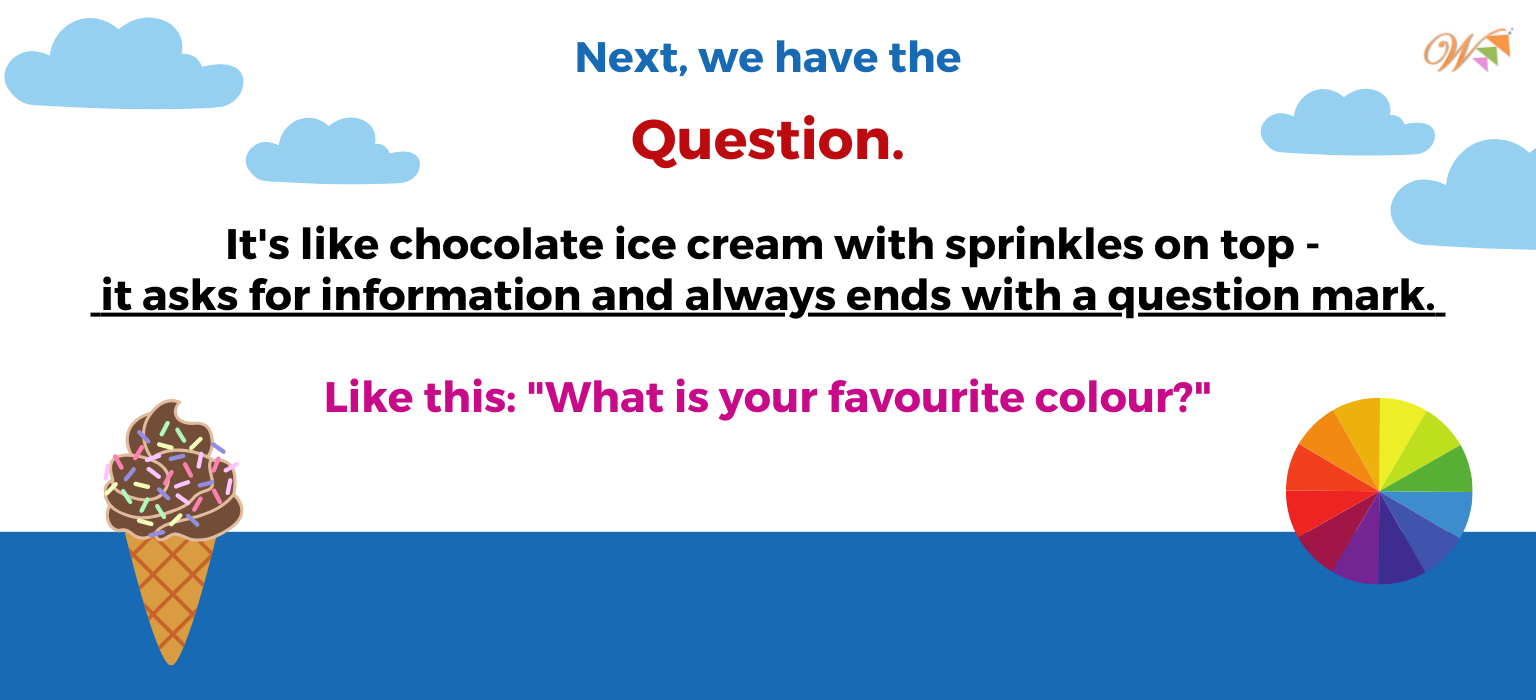 Next, we have the
W
Question.
It's like chocolate ice cream with sprinkles on top -
it asks for information and always ends with a question mark.
Like this: "What is your favourite colour?"